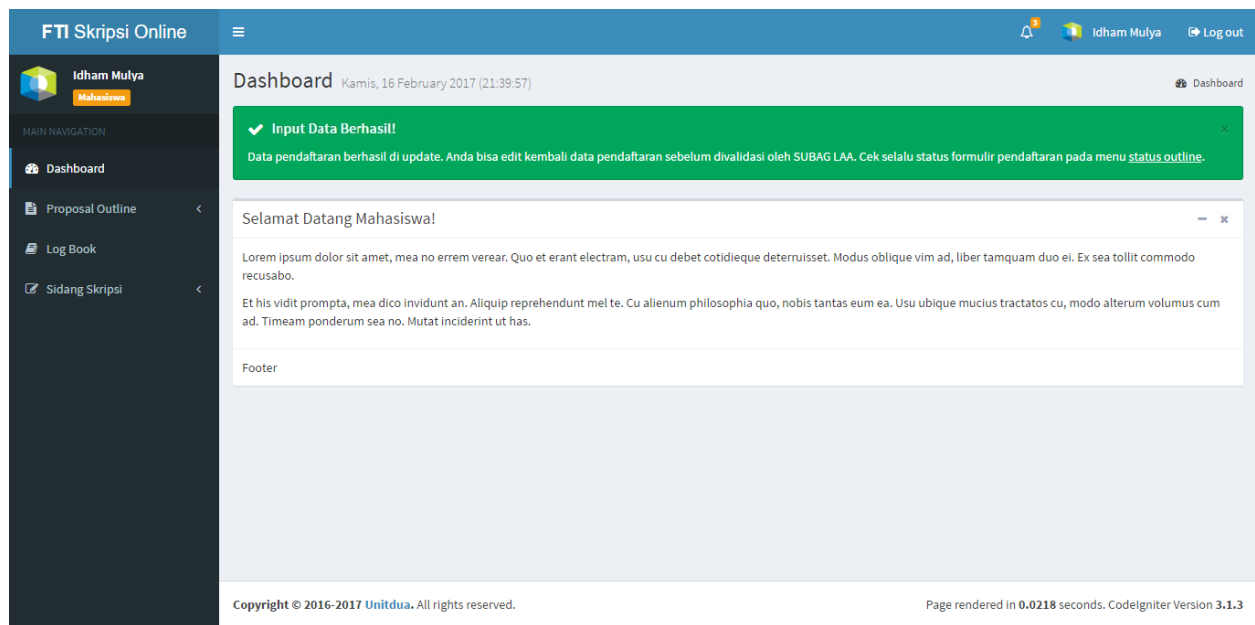 FTI Skripsi Online
3
Idham Mulya
Log out
Idham Mulya
Mahasiswa
MAIN NAVIGATION
Dashboard
Proposal Outline
Log Book
Sidang Skripsi
Dashboard Kamis, 16 February 2017 (21:39:57)
Dashboard
Input Data Berhasil!
Data pendaftaran berhasil di update. Anda bisa edit kembali data pendaftaran sebelum divalidasi oleh SUBAG LAA. Cek selalu status formulir pendaftaran pada menu status outline.
Selamat Datang Mahasiswa!
Lorem ipsum dolor sit amet, mea no errem verear. Quo et erant electram, usu cu debet cotidieque deterruisset. Modus oblique vim ad, liber tamquam duo ei. Ex sea tollit commodo
recusabo.
Et his vidit prompta, mea dico invidunt an. Aliquip reprehendunt mel te. Cu alienum philosophia quo, nobis tantas eum ea. Usu ubique mucius tractatos cu, modo alterum volumus cum
ad. Timeam ponderum sea no. Mutat inciderint ut has.
Footer
Copyright © 2016-2017 Unitdua. All rights reserved.
Page rendered in 0.0218 seconds. CodeIgniter Version 3.1.3